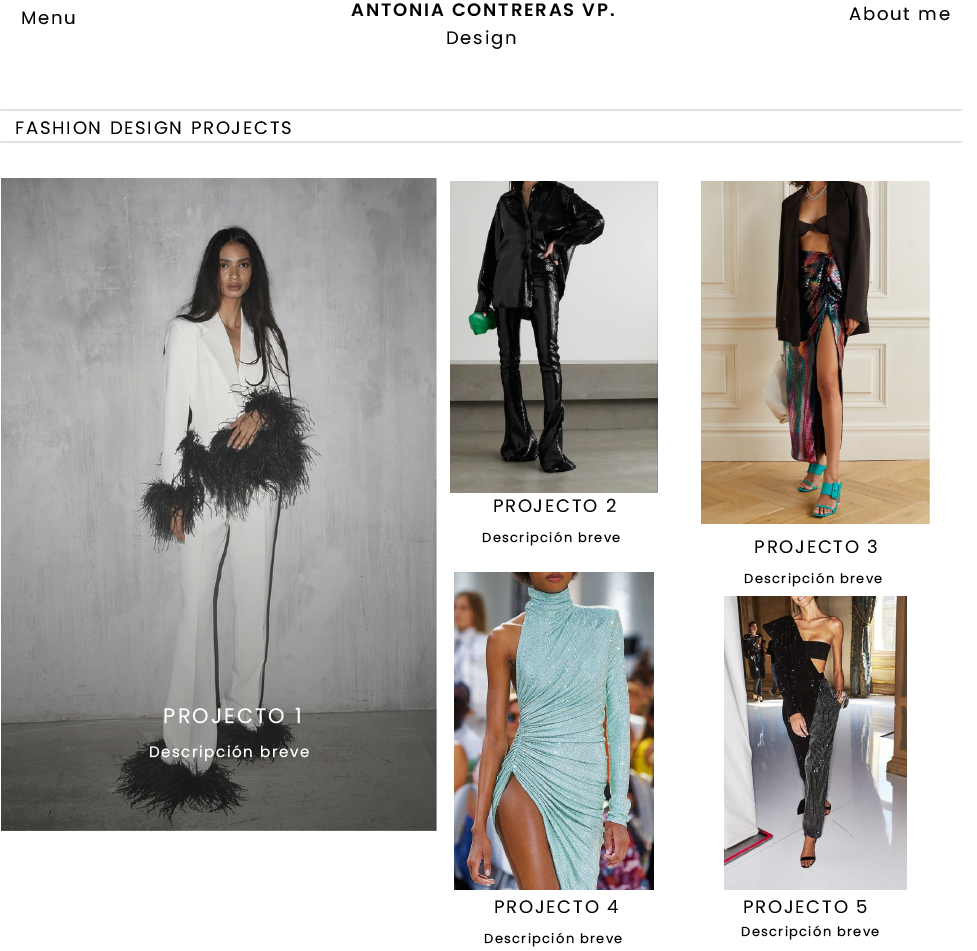 Menu
ANTONIA CONTRERAS VP.
Design
About me
FASHION DESIGN PROJECTS
PROJECTO 1
Descripción breve
PROJECTO 2
Descripción breve
PROJECTO 3
Descripción breve
PROJECTO 4
Descripción breve
PROJECTO 5
Descripción breve